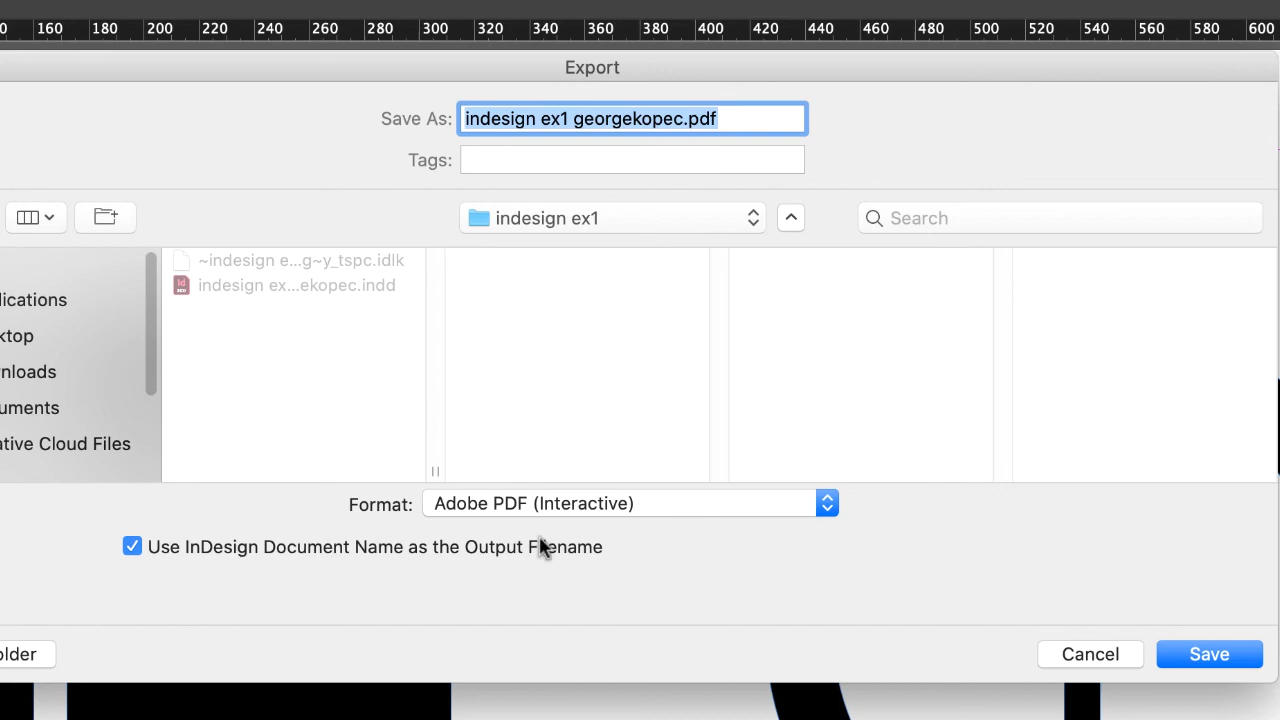 160 180 200 220 240 260 280 300 320 340 360 380 400 420 440 460 480 500 520 540 560 580 600
Export
Save As: indesign ex1 georgekopec.pdf
Tags:
indesign ex1
Search
~indesign e...g~y_tspc.idlk
indesign ex...ekopec.indd
lications
ktop
nloads
uments
ative Cloud Files
Format: Adobe PDF (Interactive)
Use InDesign Document Name as the Output Filename
older
Cancel
Save